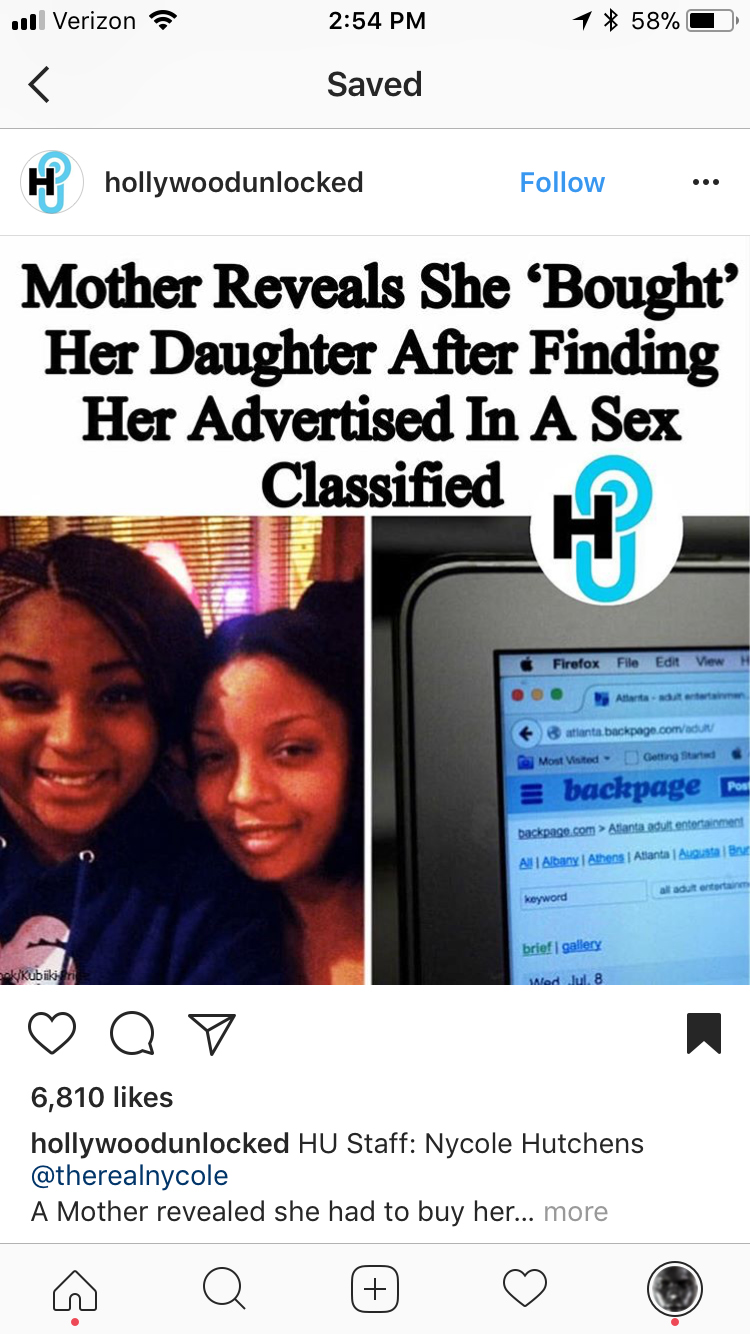 Verizon 2:54 PM 58%
Saved
hollywoodunlocked Follow ...
Mother Reveals She ‘Bought’
Her Daughter After Finding
Her Advertised In A Sex
Classified
Firefox File Edit View H
Atlanta - adult entertainmen
atlanta.backpage.com/adult/
Most Visited Getting Started
backpage Pos
backpage.com > Atlanta adult entertainment
All | Albany | Athens | Atlanta | Augusta | Brun
keyword all adult entertainm
brief | gallery
Wed. Jul. 8
ok/Kubiiki
6,810 likes
hollywoodunlocked HU Staff: Nycole Hutchens
@therealnycole
A Mother revealed she had to buy her... more